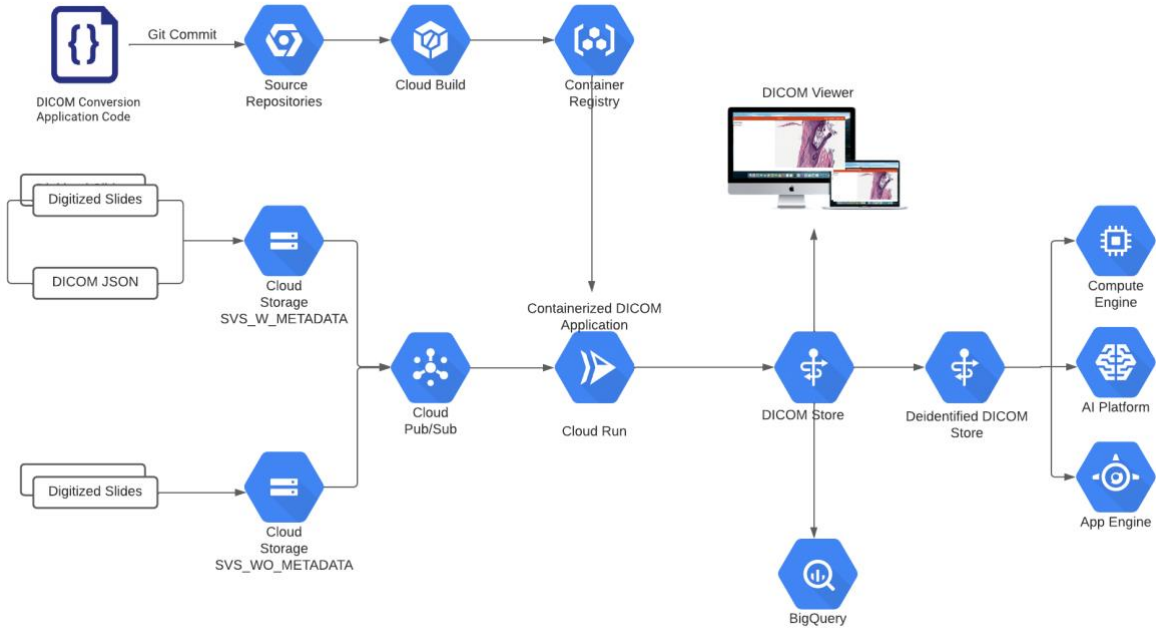 Git Commit
DICOM Conversion
Application Code
Source
Repositories
Cloud Build
Container
Registry
DICOM Viewer
Digitized Slides
DICOM JSON
Cloud
Storage
SVS_W_METADATA
Containerized DICOM
Application
Compute
Engine
Cloud
Pub/Sub
Cloud Run
DICOM Store
Deidentified DICOM
Store
AI Platform
Digitized Slides
Cloud
Storage
SVS_WO_METADATA
App Engine
BigQuery